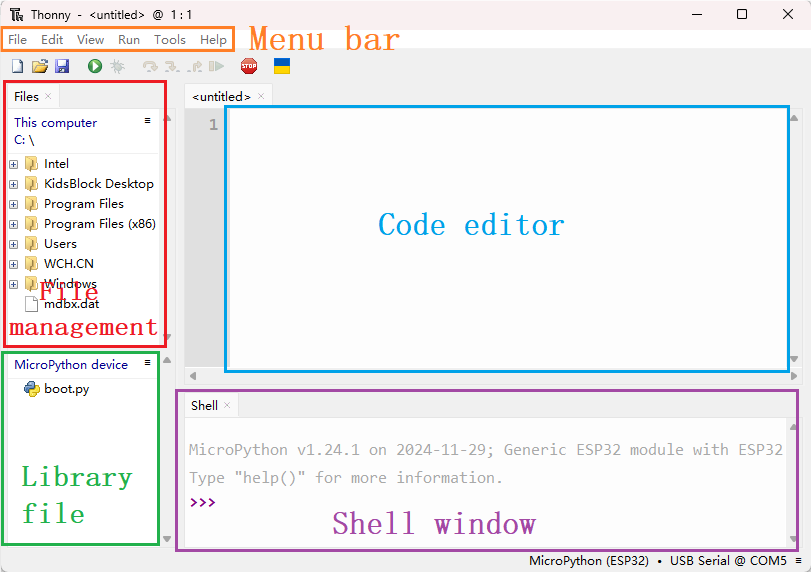 Thonny - <untitled> @ 1 : 1
File Edit View Run Tools Help
Menu bar
STOP
Files ×
<untitled> ×
This computer ≡
C: \
1
Intel
KidsBlock Desktop
Program Files
Program Files (x86)
Users
WCH.CN
Windows
mdbx.dat
File
management
Code editor
MicroPython device ≡
boot.py
Library
file
Shell ×
MicroPython v1.24.1 on 2024-11-29; Generic ESP32 module with ESP32
Type "help()" for more information.
>>>
Shell window
MicroPython (ESP32) • USB Serial @ COM5 ≡